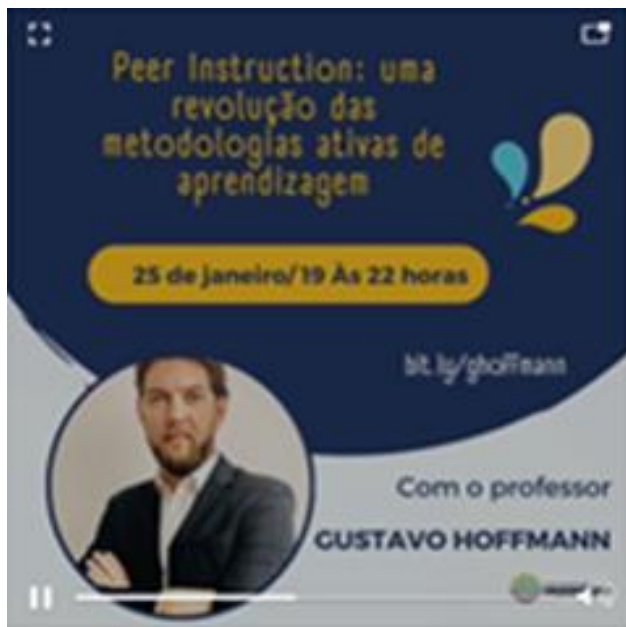 Peer Instruction: uma
revolução das
metodologias ativas de
aprendizagem
25 de janeiro/ 19 Às 22 horas
bit.ly/ghoffmann
Com o professor
GUSTAVO HOFFMANN